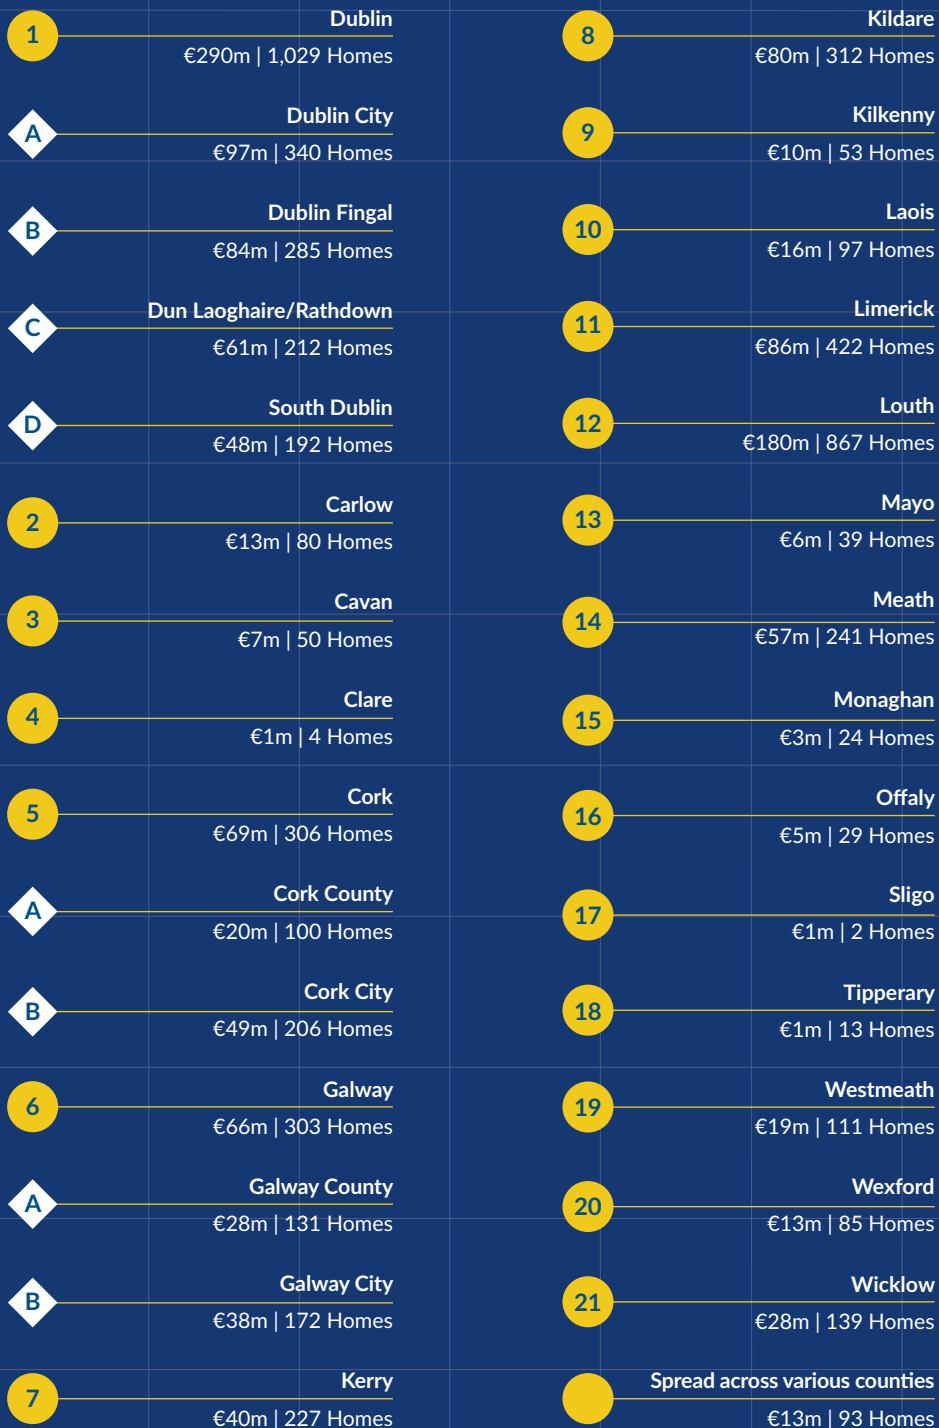 1
Dublin
€290m | 1,029 Homes
A
Dublin City
€97m | 340 Homes
B
Dublin Fingal
€84m | 285 Homes
C
Dun Laoghaire/Rathdown
€61m | 212 Homes
D
South Dublin
€48m | 192 Homes
2
Carlow
€13m | 80 Homes
3
Cavan
€7m | 50 Homes
4
Clare
€1m | 4 Homes
5
Cork
€69m | 306 Homes
A
Cork County
€20m | 100 Homes
B
Cork City
€49m | 206 Homes
6
Galway
€66m | 303 Homes
A
Galway County
€28m | 131 Homes
B
Galway City
€38m | 172 Homes
7
Kerry
€40m | 227 Homes
8
Kildare
€80m | 312 Homes
9
Kilkenny
€10m | 53 Homes
10
Laois
€16m | 97 Homes
11
Limerick
€86m | 422 Homes
12
Louth
€180m | 867 Homes
13
Mayo
€6m | 39 Homes
14
Meath
€57m | 241 Homes
15
Monaghan
€3m | 24 Homes
16
Offaly
€5m | 29 Homes
17
Sligo
€1m | 2 Homes
18
Tipperary
€1m | 13 Homes
19
Westmeath
€19m | 111 Homes
20
Wexford
€13m | 85 Homes
21
Wicklow
€28m | 139 Homes
Spread across various counties
€13m | 93 Homes